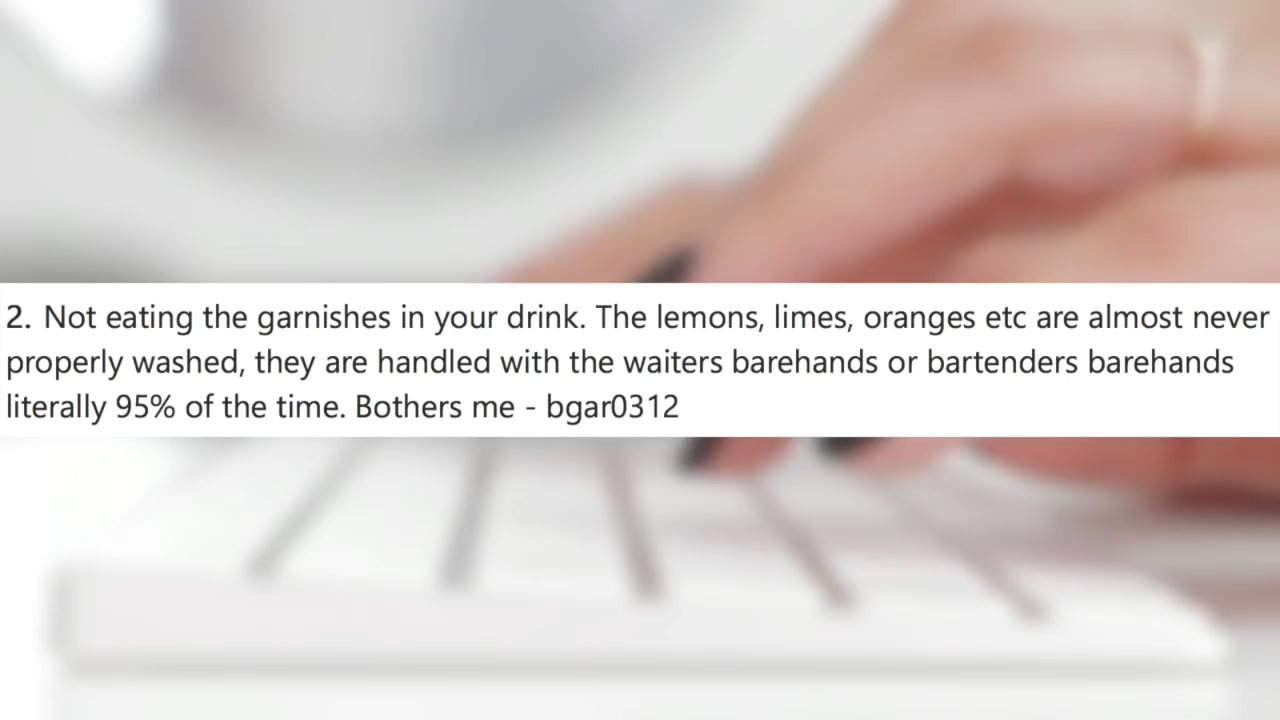 2. Not eating the garnishes in your drink. The lemons, limes, oranges etc are almost never
properly washed, they are handled with the waiters barehands or bartenders barehands
literally 95% of the time. Bothers me - bgar0312